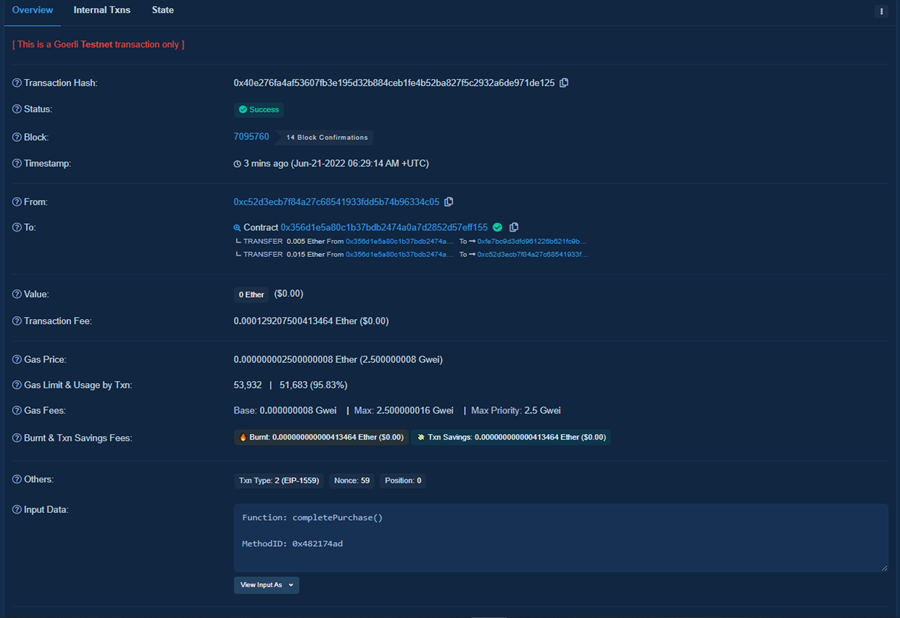 Overview Internal Txns State
[ This is a Goerli Testnet transaction only ]
Transaction Hash: 0x40e276fa4af53607fb3e195d32b884ceb1fe4b52ba827f5c2932a6de971de125
Status: Success
Block: 7095760 14 Block Confirmations
Timestamp: 3 mins ago (Jun-21-2022 06:29:14 AM +UTC)
From: 0xc52d3ecb7f84a27c68541933fdd5b74b96334c05
To: Contract 0x356d1e5a80c1b37bdb2474a0a7d2852d57eff155
TRANSFER 0.005 Ether From 0x356d1e5a80c1b37bdb2474a... To → 0xfe7bc9d3dfd961226b621fc9b...
TRANSFER 0.015 Ether From 0x356d1e5a80c1b37bdb2474a... To → 0xc52d3ecb7f84a27c68541933f...
Value: 0 Ether ($0.00)
Transaction Fee: 0.000129207500413464 Ether ($0.00)
Gas Price: 0.000000002500000008 Ether (2.500000008 Gwei)
Gas Limit & Usage by Txn: 53,932 | 51,683 (95.83%)
Gas Fees: Base: 0.000000008 Gwei | Max: 2.500000016 Gwei | Max Priority: 2.5 Gwei
Burnt & Txn Savings Fees: Burnt: 0.000000000000413464 Ether ($0.00) Txn Savings: 0.000000000000413464 Ether ($0.00)
Others: Txn Type: 2 (EIP-1559) Nonce: 59 Position: 0
Input Data: Function: completePurchase()
MethodID: 0x482174ad
View Input As